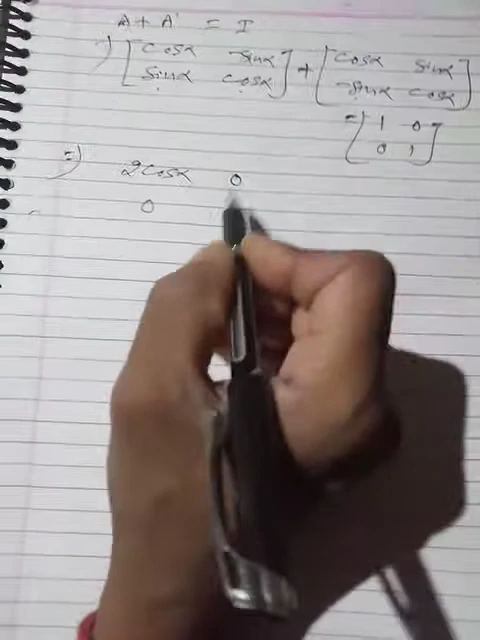 A + A' = I
⇒ [cosα -sinα] + [cosα sinα]
[sinα cosα] [-sinα cosα]
= [1 0]
[0 1]
⇒ 2cosα 0
0